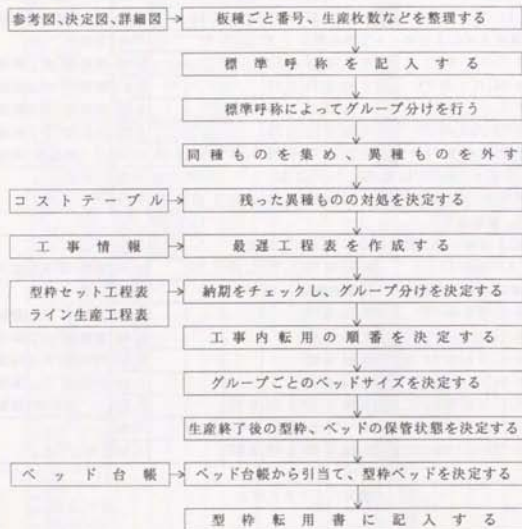 参考図、決定図、詳細図
板種ごと番号、生産枚数などを整理する
標準呼称を記入する
標準呼称によってグループ分けを行う
同種ものを集め、異種ものを外す
コストテーブル
残った異種ものの対処を決定する
工事情報
最遅工程表を作成する
型枠セット工程表
ライン生産工程表
納期をチェックし、グループ分けを決定する
工事内転用の順番を決定する
グループごとのベッドサイズを決定する
生産終了後の型枠、ベッドの保管状態を決定する
ベッド台帳
ベッド台帳から引当て、型枠ベッドを決定する
型枠転用書に記入する